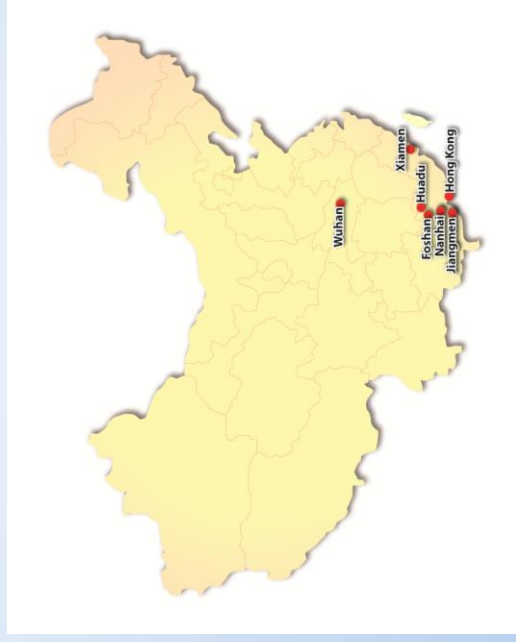 Wuhan
Xiamen
Huadu
Foshan
Nanhai
Jiangmen
Hong Kong